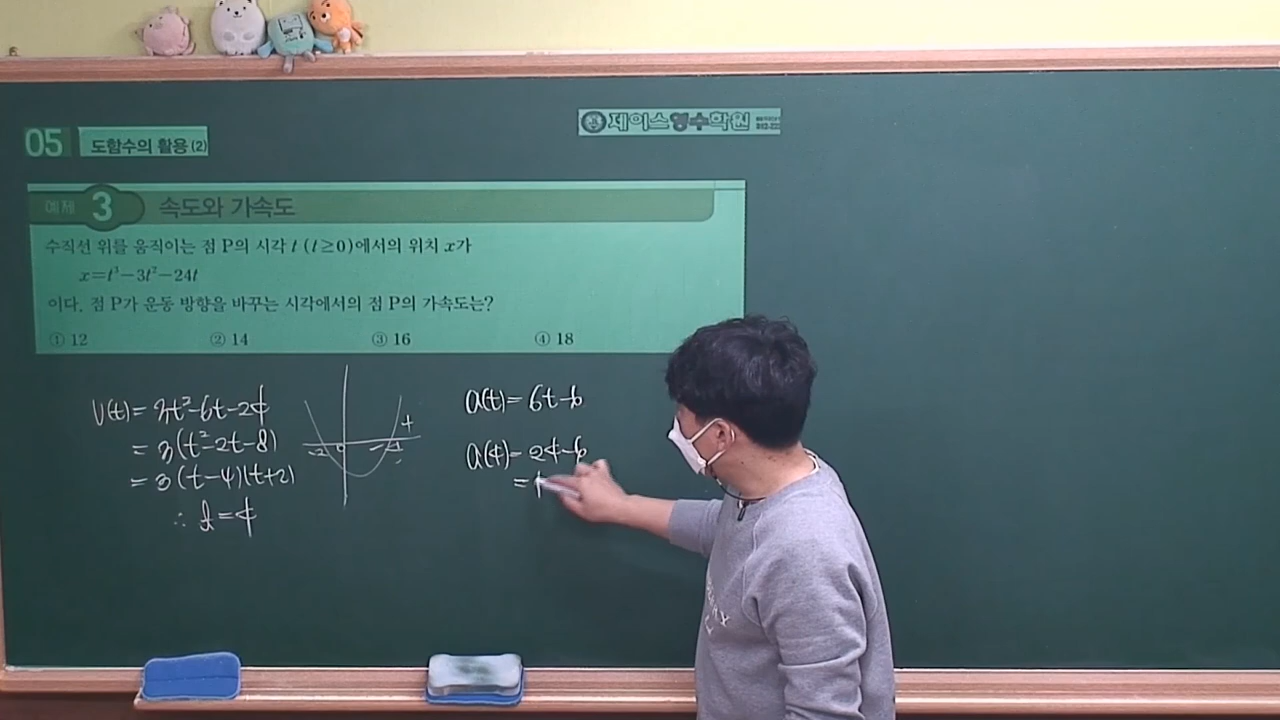 05 도함수의 활용 (2)
제이스영수학원
예제 3 속도와 가속도
수직선 위를 움직이는 점 P의 시각 t (t≥0)에서의 위치 x가
x=t³-3t²-24t
이다. 점 P가 운동 방향을 바꾸는 시각에서의 점 P의 가속도는?
① 12 ② 14 ③ 16 ④ 18
v(t)= 3t²-6t-24
= 3(t²-2t-8)
= 3(t-4)(t+2)
∴ t=4
-2 0 - 4 +
a(t)= 6t-6
a(4)= 24-6
= 1